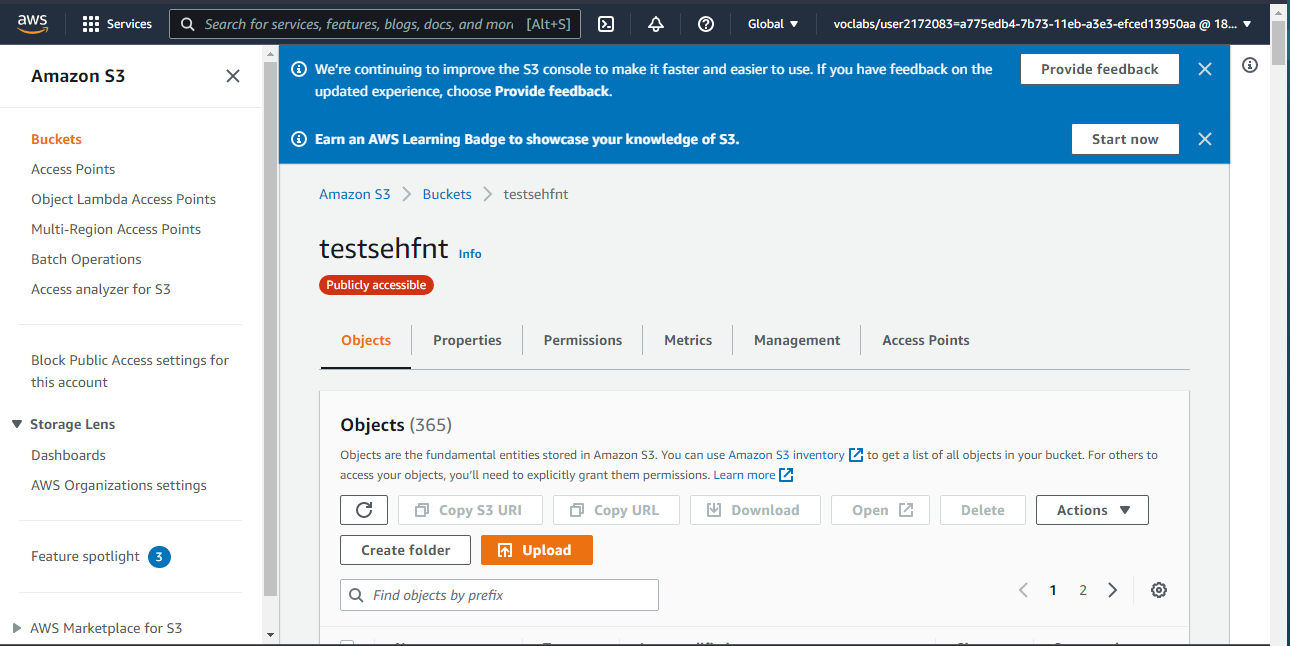 aws
Services
Search for services, features, blogs, docs, and mor [Alt+S]
Global
voclabs/user2172083=a775edb4-7b73-11eb-a3e3-efced13950aa @ 18...
Amazon S3
Buckets
Access Points
Object Lambda Access Points
Multi-Region Access Points
Batch Operations
Access analyzer for S3
Block Public Access settings for
this account
Storage Lens
Dashboards
AWS Organizations settings
Feature spotlight 3
AWS Marketplace for S3
We're continuing to improve the S3 console to make it faster and easier to use. If you have feedback on the
updated experience, choose Provide feedback.
Provide feedback
Earn an AWS Learning Badge to showcase your knowledge of S3.
Start now
Amazon S3 Buckets testsehfnt
testsehfnt Info
Publicly accessible
Objects Properties Permissions Metrics Management Access Points
Objects (365)
Objects are the fundamental entities stored in Amazon S3. You can use Amazon S3 inventory to get a list of all objects in your bucket. For others to
access your objects, you'll need to explicitly grant them permissions. Learn more
Copy S3 URI Copy URL Download Open Delete Actions
Create folder Upload
Find objects by prefix
1 2